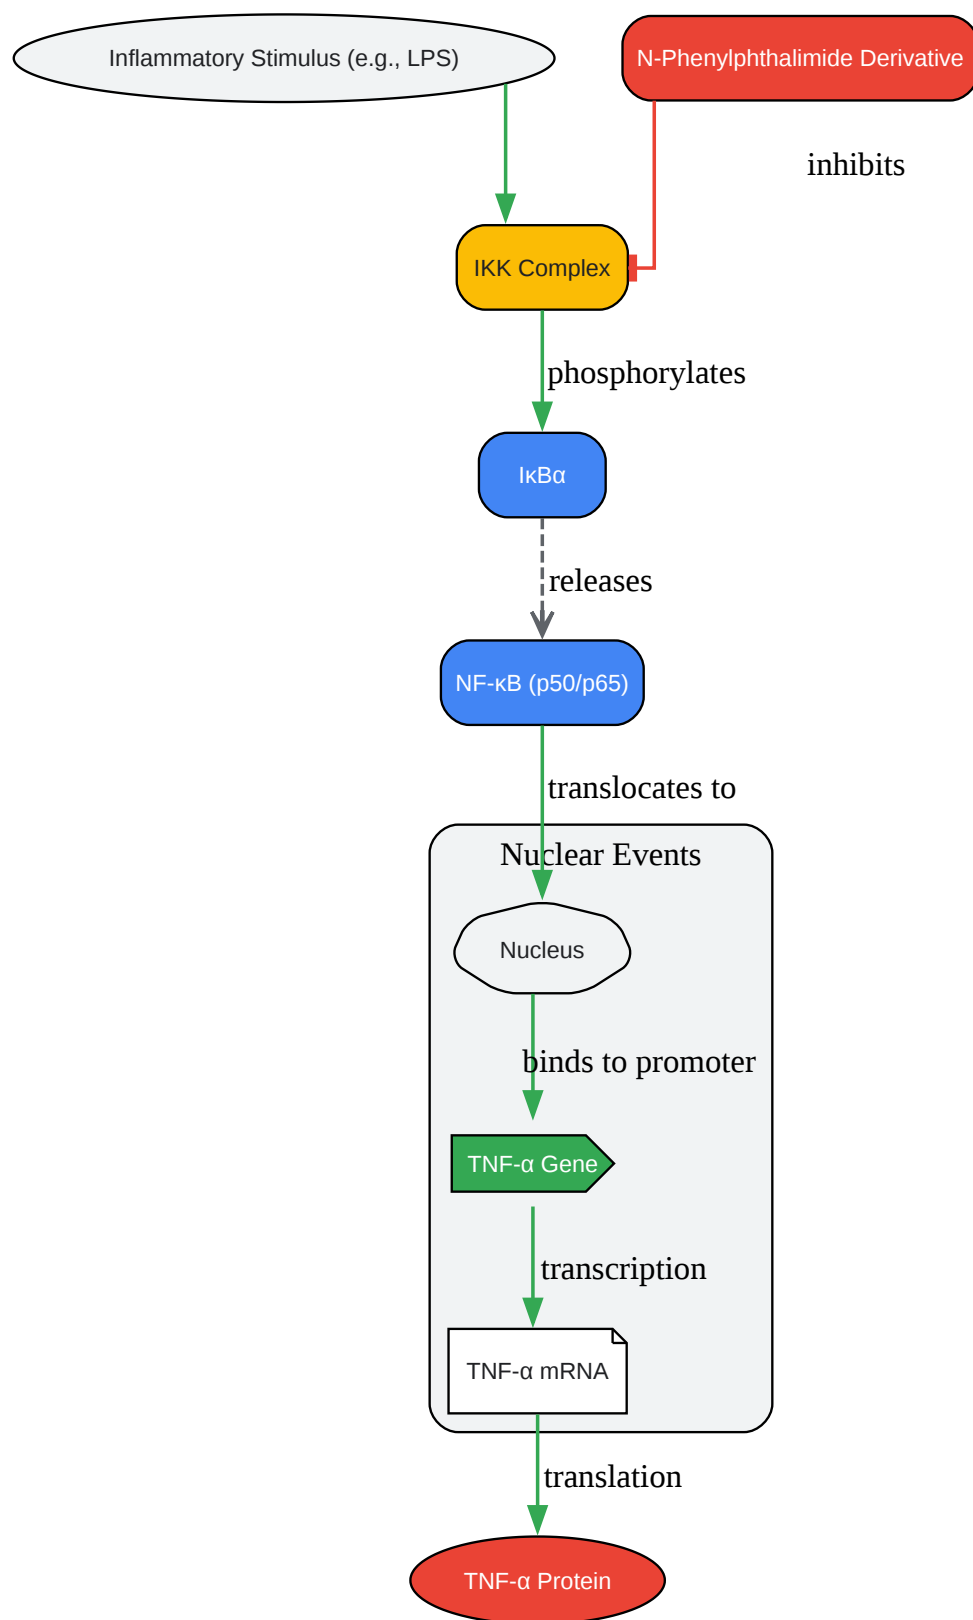 Inflammatory Stimulus (e.g., LPS)
N-Phenylphthalimide Derivative
inhibits
IKK Complex
phosphorylates
IκBα
releases
NF-κB (p50/p65)
translocates to
Nuclear Events
Nucleus
binds to promoter
TNF-α Gene
transcription
TNF-α mRNA
translation
TNF-α Protein